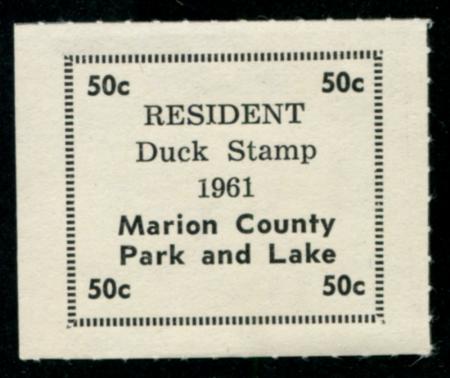 50c 50c
RESIDENT
Duck Stamp
1961
Marion County
Park and Lake
50c 50c